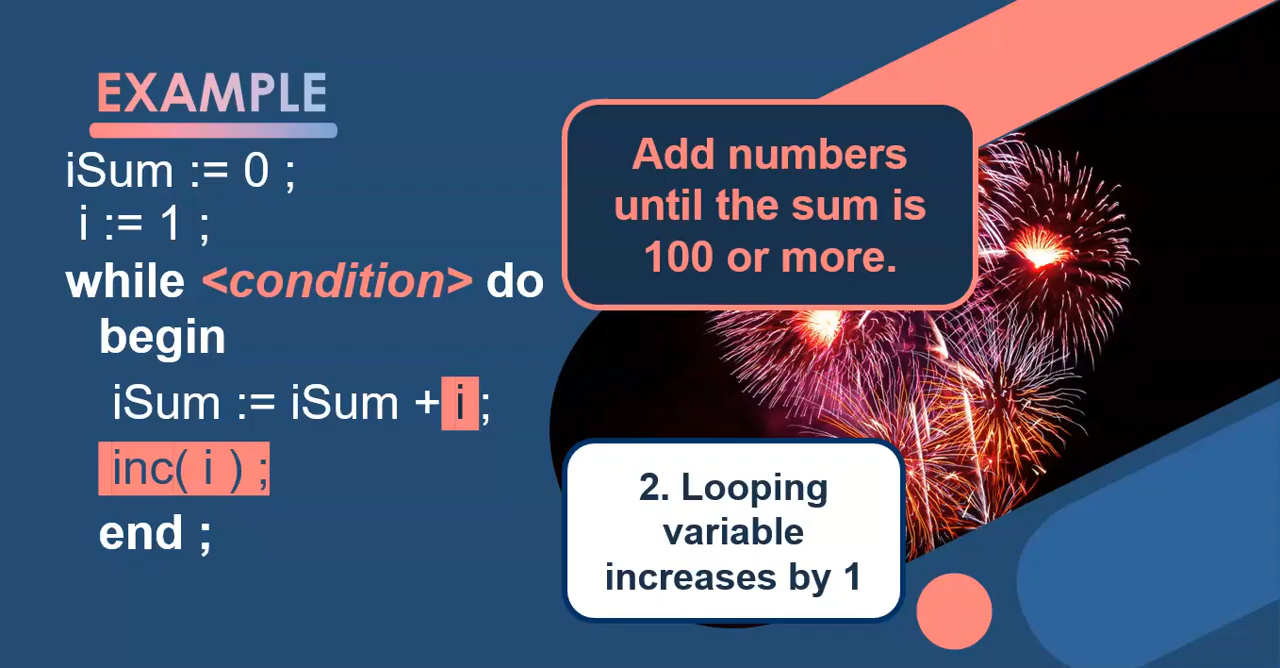 EXAMPLE
iSum := 0 ;
i := 1 ;
while <condition> do
begin
iSum := iSum + i ;
inc( i ) ;
end ;
Add numbers
until the sum is
100 or more.
2. Looping
variable
increases by 1